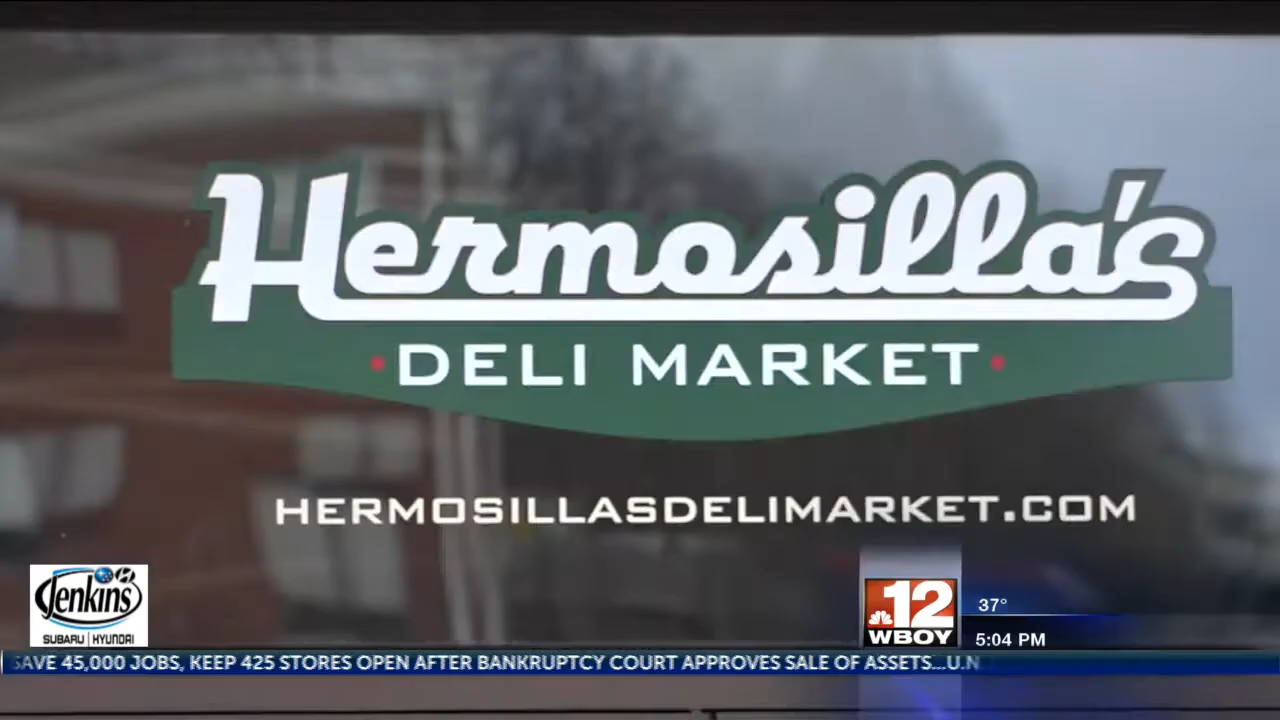 Hermosilla's
DELI MARKET
HERMOSILLASDELIMARKET.COM
Jenkins
SUBARU | HYUNDAI
12
WBOY
37°
5:04 PM
SAVE 45,000 JOBS, KEEP 425 STORES OPEN AFTER BANKRUPTCY COURT APPROVES SALE OF ASSETS...U.N